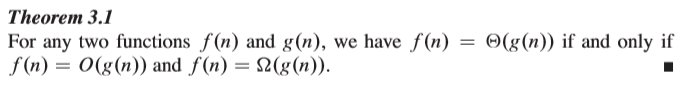 Theorem 3.1
For any two functions f(n) and g(n), we have f(n) = Θ(g(n)) if and only if
f(n) = O(g(n)) and f(n) = Ω(g(n)). ■